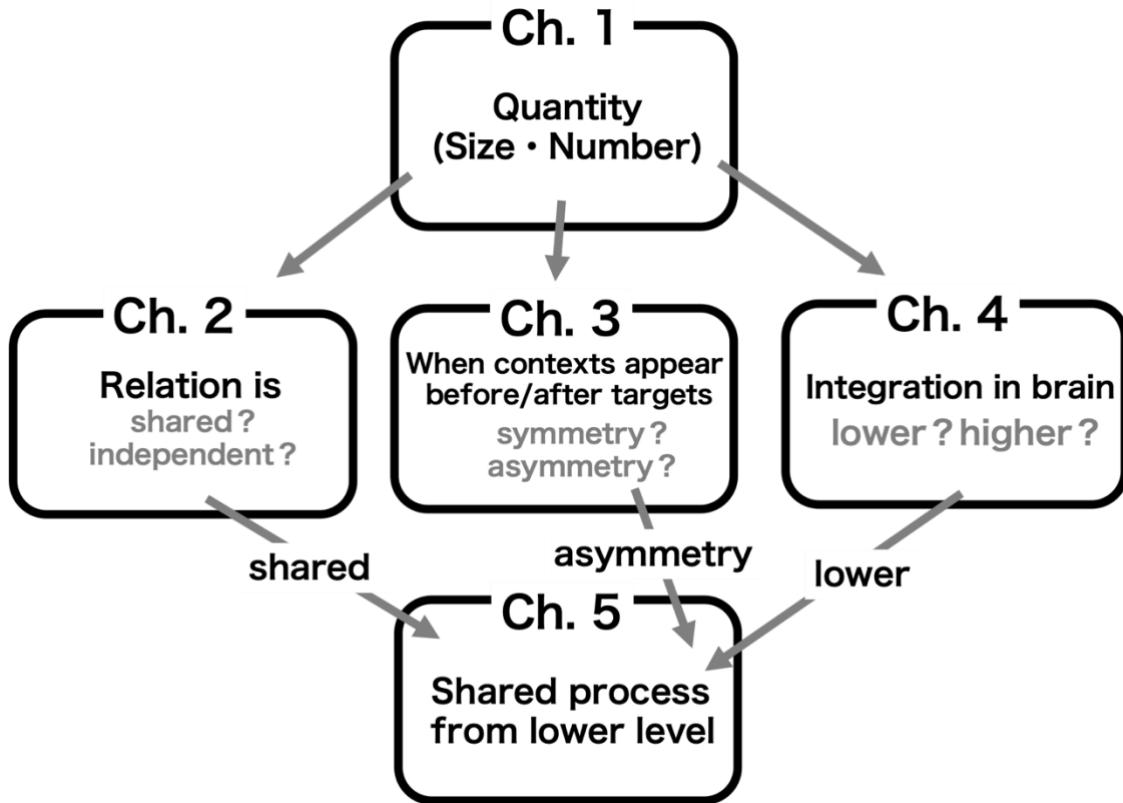 Ch. 1
Quantity
(Size・Number)
Ch. 2
Relation is
shared?
independent?
Ch. 3
When contexts appear
before/after targets
symmetry?
asymmetry?
Ch. 4
Integration in brain
lower? higher?
shared
asymmetry
lower
Ch. 5
Shared process
from lower level